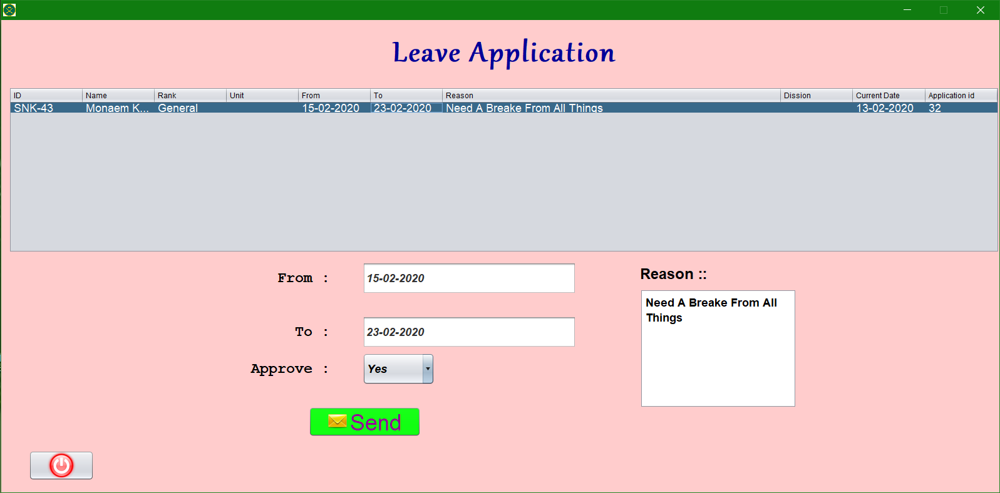 Leave Application
ID Name Rank Unit From To Reason Dission Current Date Application id
SNK-43 Monaem K... General 15-02-2020 23-02-2020 Need A Breake From All Things 13-02-2020 32
From : 15-02-2020
Reason ::
Need A Breake From All
Things
To : 23-02-2020
Approve : Yes
Send